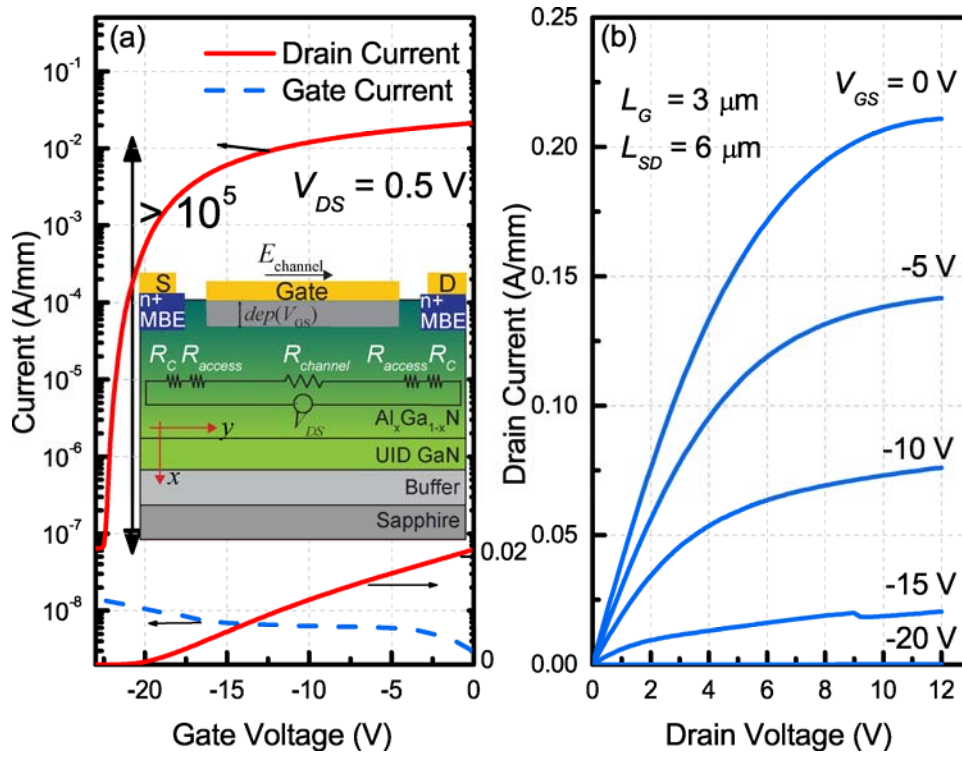 (a)
Drain Current
Gate Current
10⁻¹
10⁻²
10⁻³
10⁻⁴
10⁻⁵
10⁻⁶
10⁻⁷
10⁻⁸
Current (A/mm)
> 10⁵
V_DS = 0.5 V
E_channel
S
Gate
D
n+
MBE
dep(V_GS)
n+
MBE
R_C R_access R_channel R_access R_C
DS
Al_xGa_1-xN
y
UID GaN
x
Buffer
Sapphire
0.02
0
-20 -15 -10 -5 0
Gate Voltage (V)
(b)
L_G = 3 μm
L_SD = 6 μm
V_GS = 0 V
-5 V
-10 V
-15 V
-20 V
0.25
0.20
0.15
0.10
0.05
0.00
Drain Current (A/mm)
0 2 4 6 8 10 12
Drain Voltage (V)